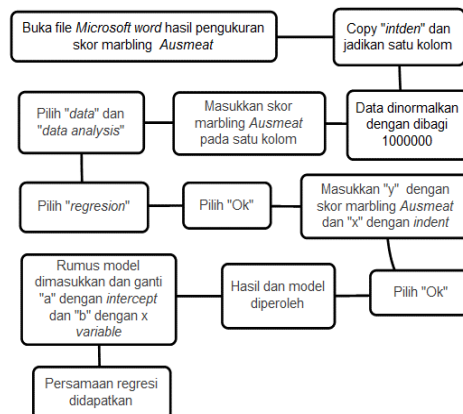 Buka file Microsoft word hasil pengukuran
skor marbling Ausmeat
Copy "intden" dan
jadikan satu kolom
Data dinormalkan
dengan dibagi
1000000
Masukkan skor
marbling Ausmeat
pada satu kolom
Pilih "data" dan
"data analysis"
Pilih "regresion"
Pilih "Ok"
Masukkan "y" dengan
skor marbling Ausmeat
dan "x" dengan indent
Pilih "Ok"
Hasil dan model
diperoleh
Rumus model
dimasukkan dan ganti
"a" dengan intercept
dan "b" dengan x
variable
Persamaan regresi
didapatkan